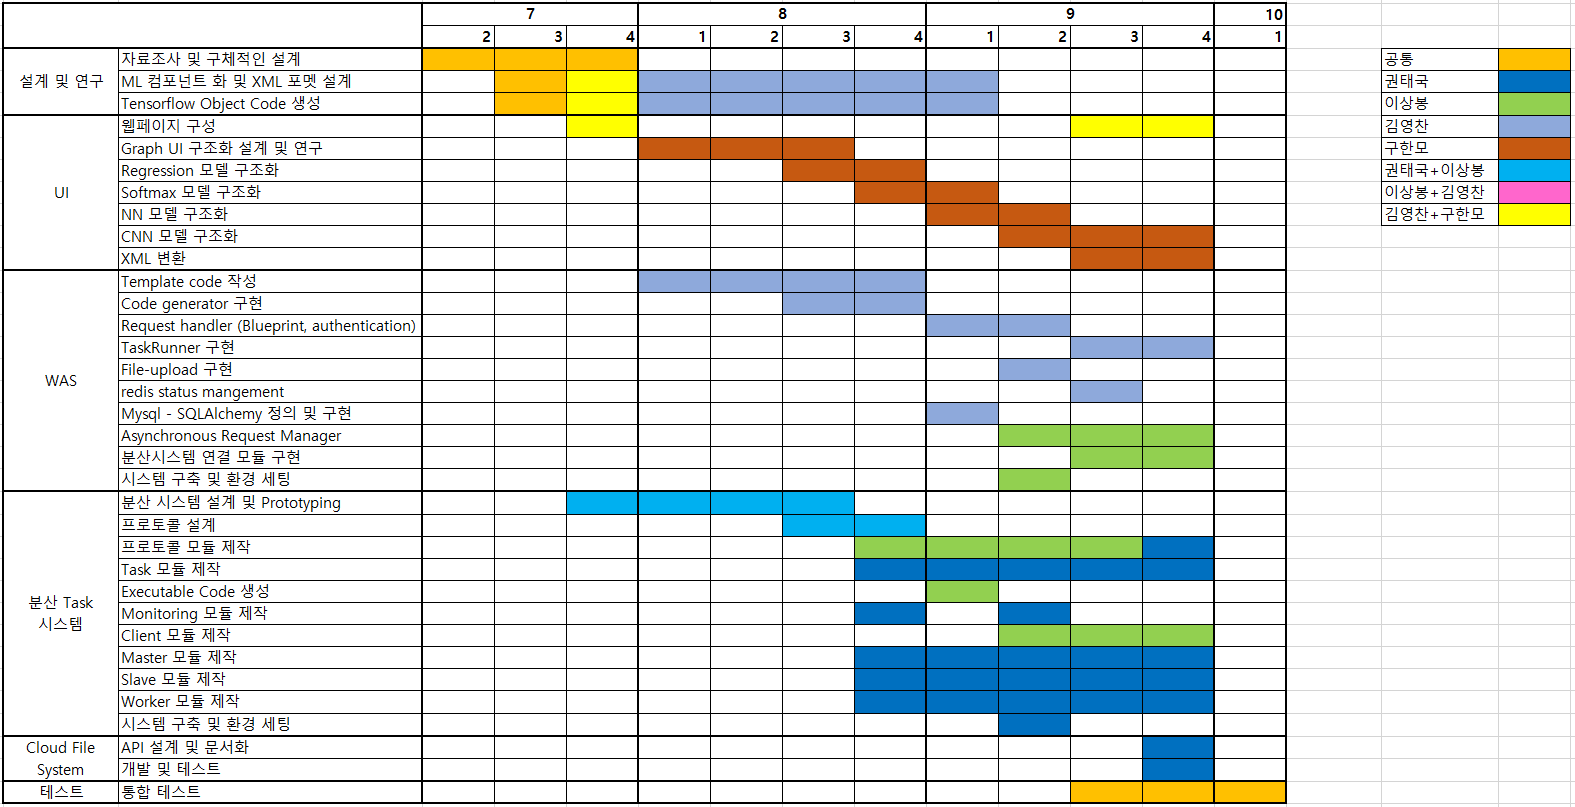 7 8 9 10
2 3 4 1 2 3 4 1 2 3 4 1
설계 및 연구
자료조사 및 구체적인 설계
ML 컴포넌트 화 및 XML 포멧 설계
Tensorflow Object Code 생성
UI
웹페이지 구성
Graph UI 구조화 설계 및 연구
Regression 모델 구조화
Softmax 모델 구조화
NN 모델 구조화
CNN 모델 구조화
XML 변환
WAS
Template code 작성
Code generator 구현
Request handler (Blueprint, authentication)
TaskRunner 구현
File-upload 구현
redis status mangement
Mysql - SQLAlchemy 정의 및 구현
Asynchronous Request Manager
분산시스템 연결 모듈 구현
시스템 구축 및 환경 세팅
분산 Task
시스템
분산 시스템 설계 및 Prototyping
프로토콜 설계
프로토콜 모듈 제작
Task 모듈 제작
Executable Code 생성
Monitoring 모듈 제작
Client 모듈 제작
Master 모듈 제작
Slave 모듈 제작
Worker 모듈 제작
시스템 구축 및 환경 세팅
Cloud File
System
API 설계 및 문서화
개발 및 테스트
테스트
통합 테스트
공통
권태국
이상봉
김영찬
구한모
권태국+이상봉
이상봉+김영찬
김영찬+구한모